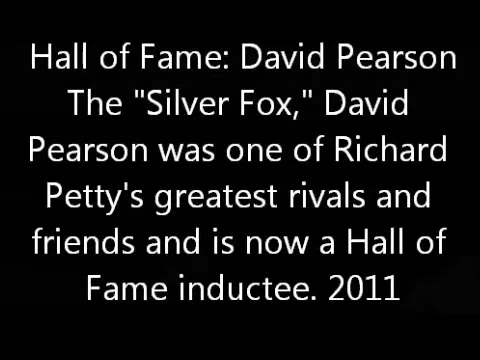 Hall of Fame: David Pearson
The "Silver Fox," David
Pearson was one of Richard
Petty's greatest rivals and
friends and is now a Hall of
Fame inductee. 2011